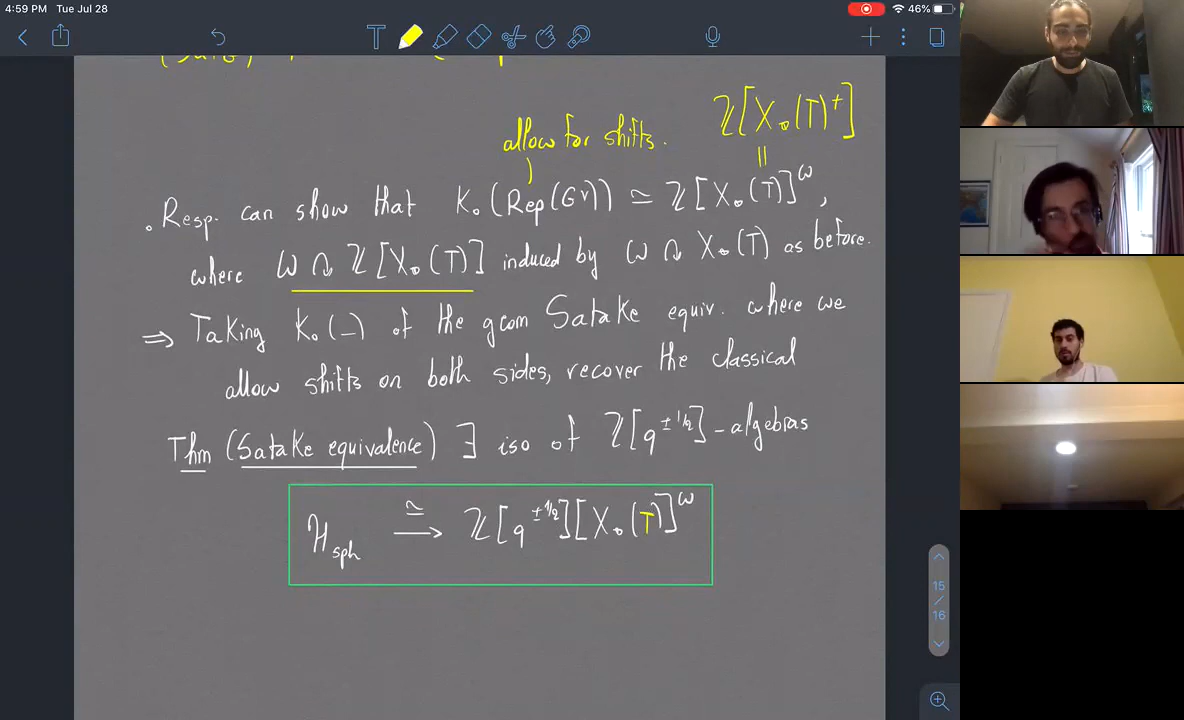 4:59 PM Tue Jul 28
46%
allow for shifts. ℤ[X•(T)⁺]
||
• Resp. can show that K₀(Rep(G^∨)) ≃ ℤ[X•(T)]^W,
where W ↷ ℤ[X•(T)] induced by W ↷ X•(T) as before.
⇒ Taking K₀(–) of the geom Satake equiv. where we
allow shifts on both sides, recover the classical
Thm (Satake equivalence) ∃ iso of ℤ[q^{±1/2}]-algebras
H_sph ≃→ ℤ[q^{±1/2}][X•(T)]^W
15
/
16